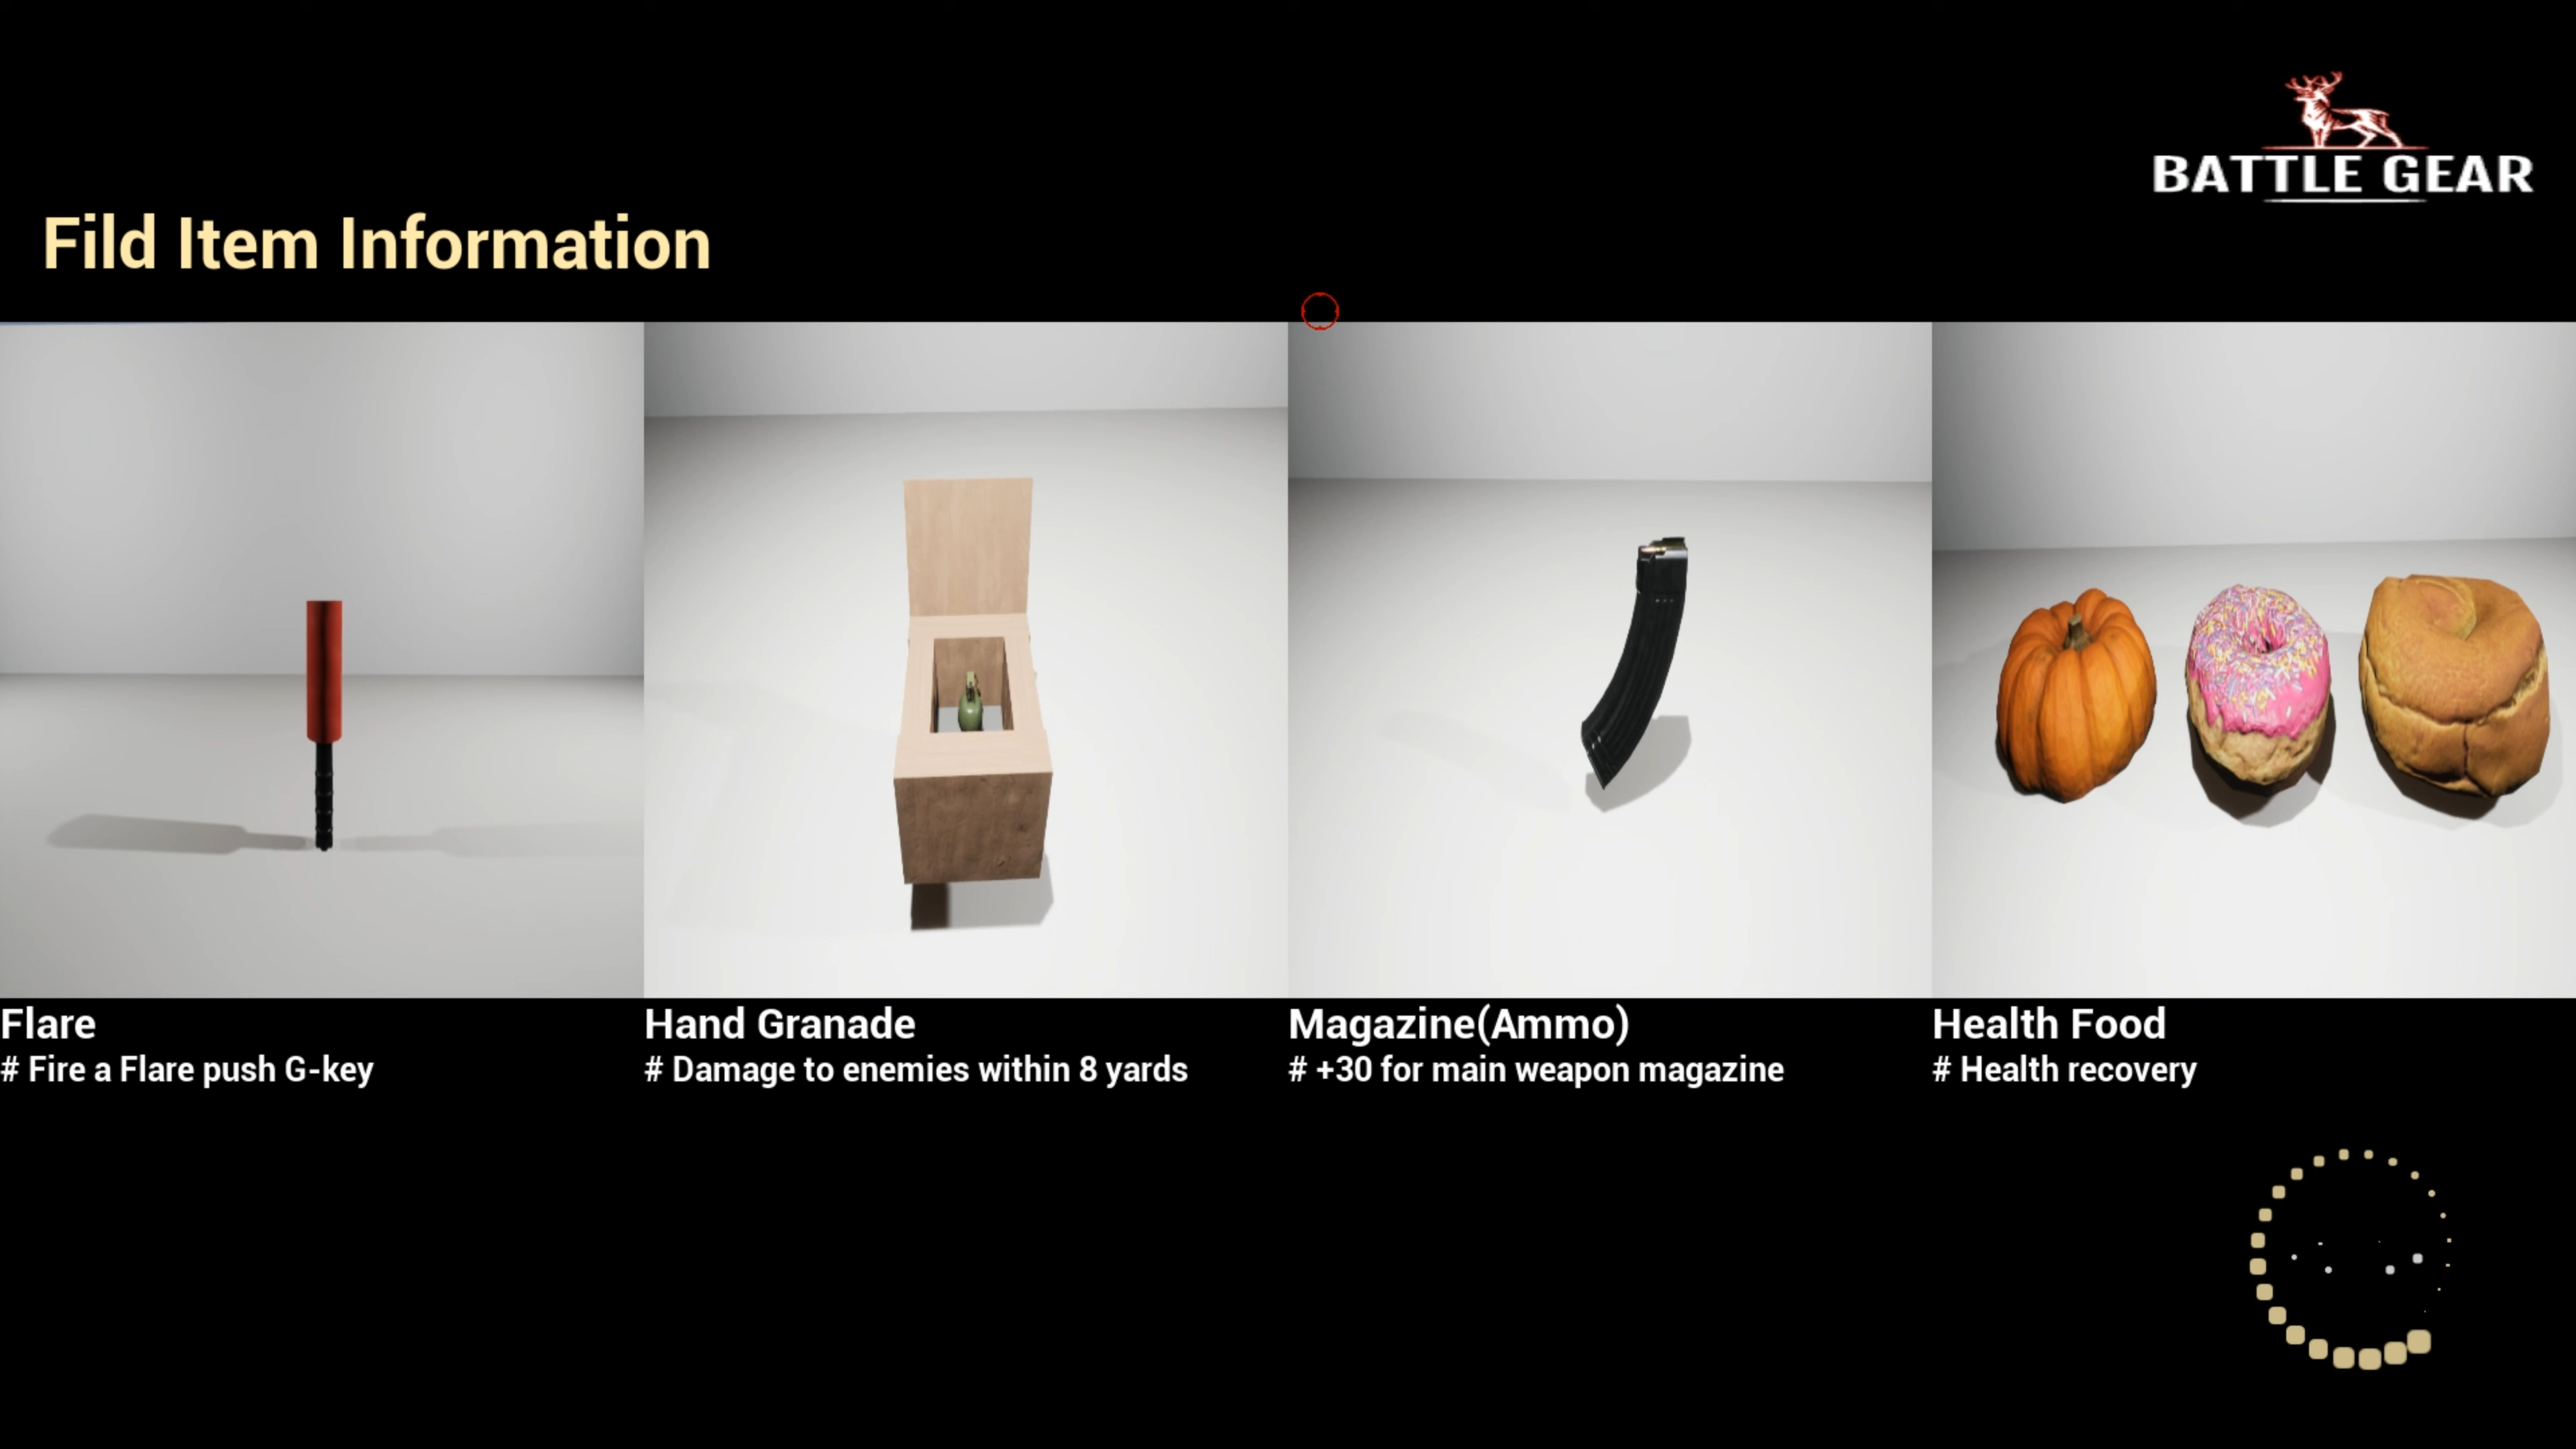 BATTLE GEAR
Fild Item Information
Flare
# Fire a Flare push G-key
Hand Granade
# Damage to enemies within 8 yards
Magazine(Ammo)
# +30 for main weapon magazine
Health Food
# Health recovery